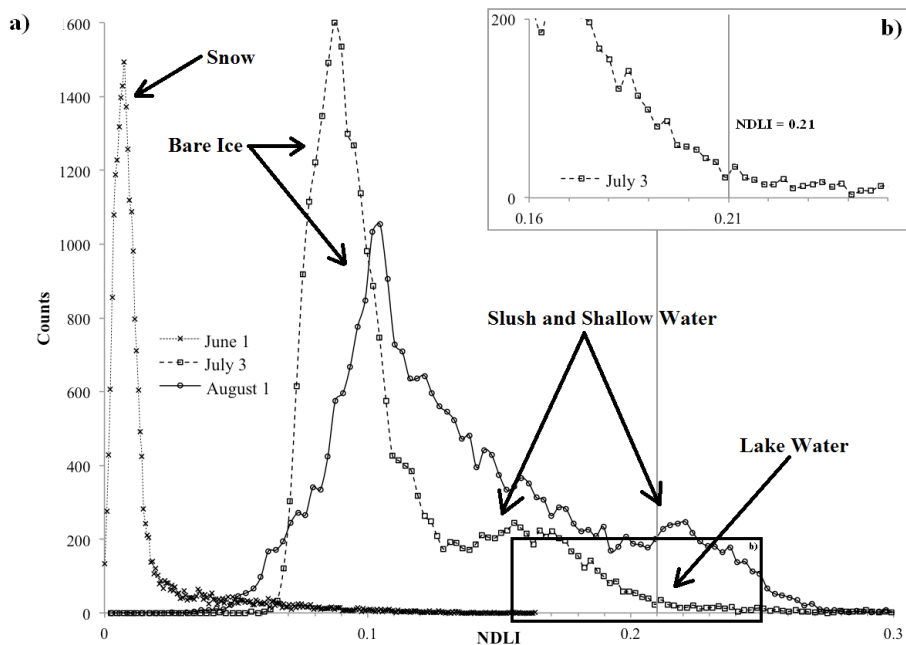 a)
1600
1400
1200
1000
800
600
400
200
0
Counts
Snow
Bare Ice
June 1
July 3
August 1
Slush and Shallow Water
Lake Water
b)
0
0.1
0.2
0.3
NDLI
b)
200
0
NDLI = 0.21
July 3
0.16
0.21